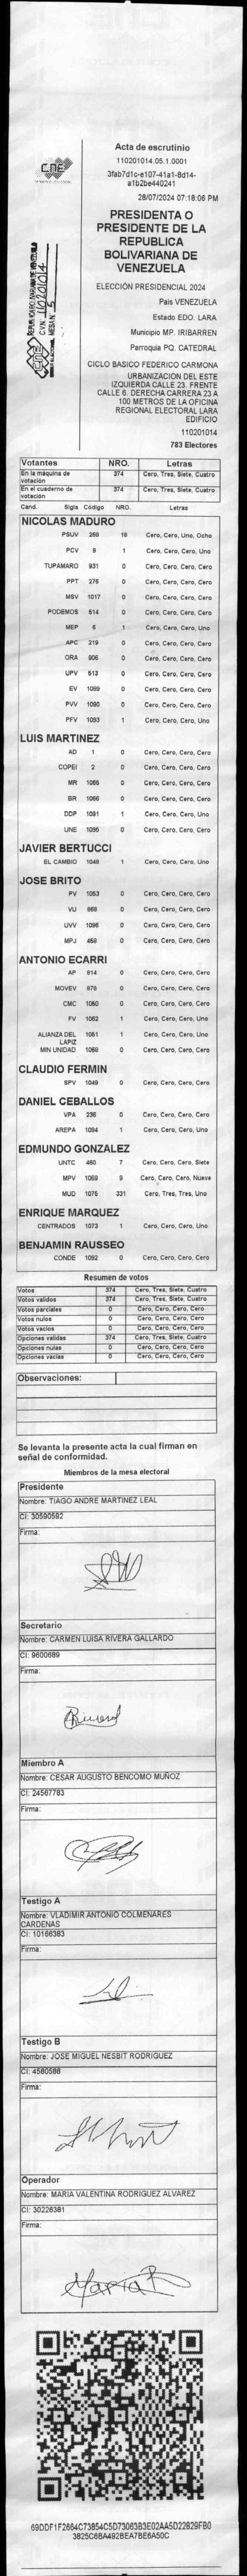 Acta de escrutinio
110201014.05.1.0001
3fab7d1c-e107-41a1-8d14-
a1b2be440241
28/07/2024 07:18:06 PM
CNE
PRESIDENTA O
PRESIDENTE DE LA
REPUBLICA
BOLIVARIANA DE
VENEZUELA
ELECCIÓN PRESIDENCIAL 2024
País VENEZUELA
Estado EDO. LARA
Municipio MP. IRIBARREN
Parroquia PQ. CATEDRAL
CICLO BASICO FEDERICO CARMONA
URBANIZACION DEL ESTE
IZQUIERDA CALLE 23. FRENTE
CALLE 6. DERECHA CARRERA 23 A
100 METROS DE LA OFICINA
REGIONAL ELECTORAL LARA
EDIFICIO
110201014
783 Electores
CNE
C.V.N. 110201014
MESA N° 5
Votantes NRO. Letras
En la máquina de votación 374 Cero, Tres, Siete, Cuatro
En el cuaderno de votación 374 Cero, Tres, Siete, Cuatro
Cand. Sigla Código NRO. Letras
NICOLAS MADURO
PSUV 268 18 Cero, Cero, Uno, Ocho
PCV 9 1 Cero, Cero, Cero, Uno
TUPAMARO 931 0 Cero, Cero, Cero, Cero
PPT 276 0 Cero, Cero, Cero, Cero
MSV 1017 0 Cero, Cero, Cero, Cero
PODEMOS 514 0 Cero, Cero, Cero, Cero
MEP 6 1 Cero, Cero, Cero, Uno
APC 219 0 Cero, Cero, Cero, Cero
ORA 906 0 Cero, Cero, Cero, Cero
UPV 513 0 Cero, Cero, Cero, Cero
EV 1089 0 Cero, Cero, Cero, Cero
PVV 1090 0 Cero, Cero, Cero, Cero
PFV 1093 1 Cero, Cero, Cero, Uno
LUIS MARTINEZ
AD 1 0 Cero, Cero, Cero, Cero
COPEI 2 0 Cero, Cero, Cero, Cero
MR 1065 0 Cero, Cero, Cero, Cero
BR 1066 0 Cero, Cero, Cero, Cero
DDP 1091 1 Cero, Cero, Cero, Uno
UNE 1095 0 Cero, Cero, Cero, Cero
JAVIER BERTUCCI
EL CAMBIO 1048 1 Cero, Cero, Cero, Uno
JOSE BRITO
PV 1053 0 Cero, Cero, Cero, Cero
VU 968 0 Cero, Cero, Cero, Cero
UVV 1096 0 Cero, Cero, Cero, Cero
MPJ 458 0 Cero, Cero, Cero, Cero
ANTONIO ECARRI
AP 914 0 Cero, Cero, Cero, Cero
MOVEV 979 0 Cero, Cero, Cero, Cero
CMC 1050 0 Cero, Cero, Cero, Cero
FV 1062 1 Cero, Cero, Cero, Uno
ALIANZA DEL LAPIZ 1051 1 Cero, Cero, Cero, Uno
MIN UNIDAD 1068 0 Cero, Cero, Cero, Cero
CLAUDIO FERMIN
SPV 1049 0 Cero, Cero, Cero, Cero
DANIEL CEBALLOS
VPA 236 0 Cero, Cero, Cero, Cero
AREPA 1094 1 Cero, Cero, Cero, Uno
EDMUNDO GONZALEZ
UNTC 460 7 Cero, Cero, Cero, Siete
MPV 1069 9 Cero, Cero, Cero, Nueve
MUD 1075 331 Cero, Tres, Tres, Uno
ENRIQUE MARQUEZ
CENTRADOS 1073 1 Cero, Cero, Cero, Uno
BENJAMIN RAUSSEO
CONDE 1092 0 Cero, Cero, Cero, Cero
Resumen de votos
Votos 374 Cero, Tres, Siete, Cuatro
Votos validos 374 Cero, Tres, Siete, Cuatro
Votos parciales 0 Cero, Cero, Cero, Cero
Votos nulos 0 Cero, Cero, Cero, Cero
Votos vacios 0 Cero, Cero, Cero, Cero
Opciones validas 374 Cero, Tres, Siete, Cuatro
Opciones nulas 0 Cero, Cero, Cero, Cero
Opciones vacias 0 Cero, Cero, Cero, Cero
Observaciones:
Se levanta la presente acta la cual firman en
señal de conformidad.
Miembros de la mesa electoral
Presidente
Nombre: TIAGO ANDRE MARTINEZ LEAL
CI: 30590592
Firma:
Secretario
Nombre: CARMEN LUISA RIVERA GALLARDO
CI: 9600689
Firma:
Miembro A
Nombre: CESAR AUGUSTO BENCOMO MUÑOZ
CI: 24567783
Firma:
Testigo A
Nombre: VLADIMIR ANTONIO COLMENARES
CARDENAS
CI: 10166383
Firma:
Testigo B
Nombre: JOSE MIGUEL NESBIT RODRIGUEZ
CI: 4580588
Firma:
Operador
Nombre: MARIA VALENTINA RODRIGUEZ ALVAREZ
CI: 30226381
Firma:
Maria R
69DDF1F2664C73854C5D73063B3E02AA5D22829FB0
3825C6BA492BEA7BE6A50C